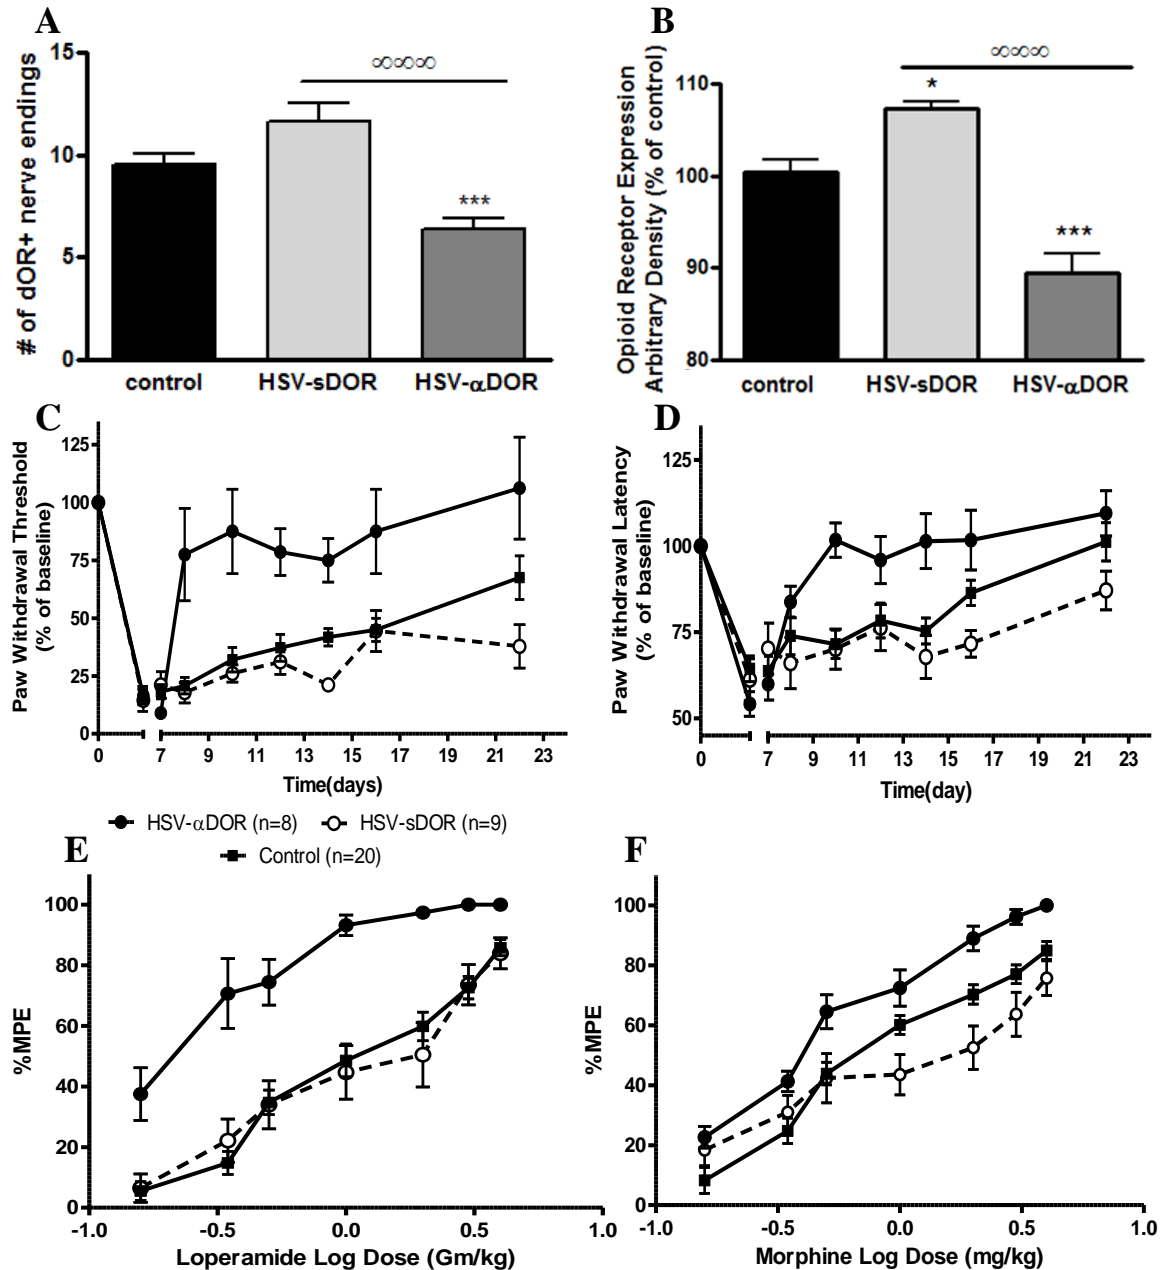 A
# of dOR+ nerve endings
15
10
5
0
∞∞∞
***
control
HSV-sDOR
HSV-αDOR
B
Opioid Receptor Expression
Arbitrary Density (% of control)
110
100
90
80
∞∞∞
*
***
control
HSV-sDOR
HSV-αDOR
C
Paw Withdrawal Threshold
(% of baseline)
125
100
75
50
25
0
0 7 9 11 13 15 17 19 21 23
Time(days)
D
Paw Withdrawal Latency
(% of baseline)
125
100
75
50
0 7 9 11 13 15 17 19 21 23
Time(day)
HSV-αDOR (n=8) HSV-sDOR (n=9)
Control (n=20)
E
%MPE
100
80
60
40
20
0
-1.0 -0.5 0.0 0.5 1.0
Loperamide Log Dose (Gm/kg)
F
%MPE
100
80
60
40
20
0
-1.0 -0.5 0.0 0.5 1.0
Morphine Log Dose (mg/kg)